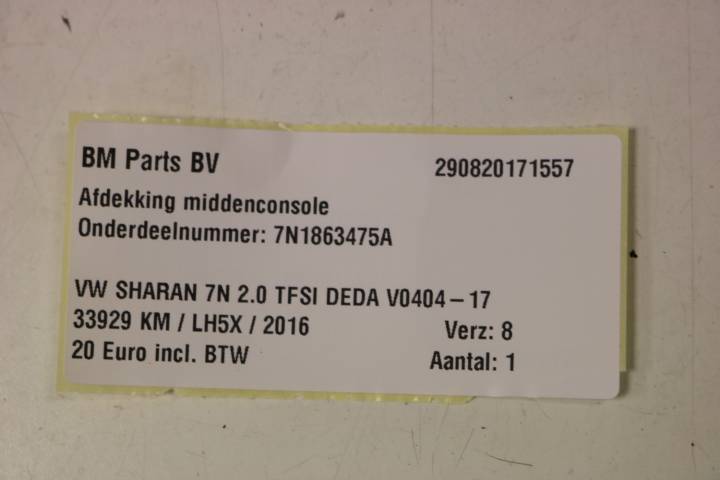 BM Parts BV 290820171557
Afdekking middenconsole
Onderdeelnummer: 7N1863475A
VW SHARAN 7N 2.0 TFSI DEDA V0404-17
33929 KM / LH5X / 2016 Verz: 8
20 Euro incl. BTW Aantal: 1